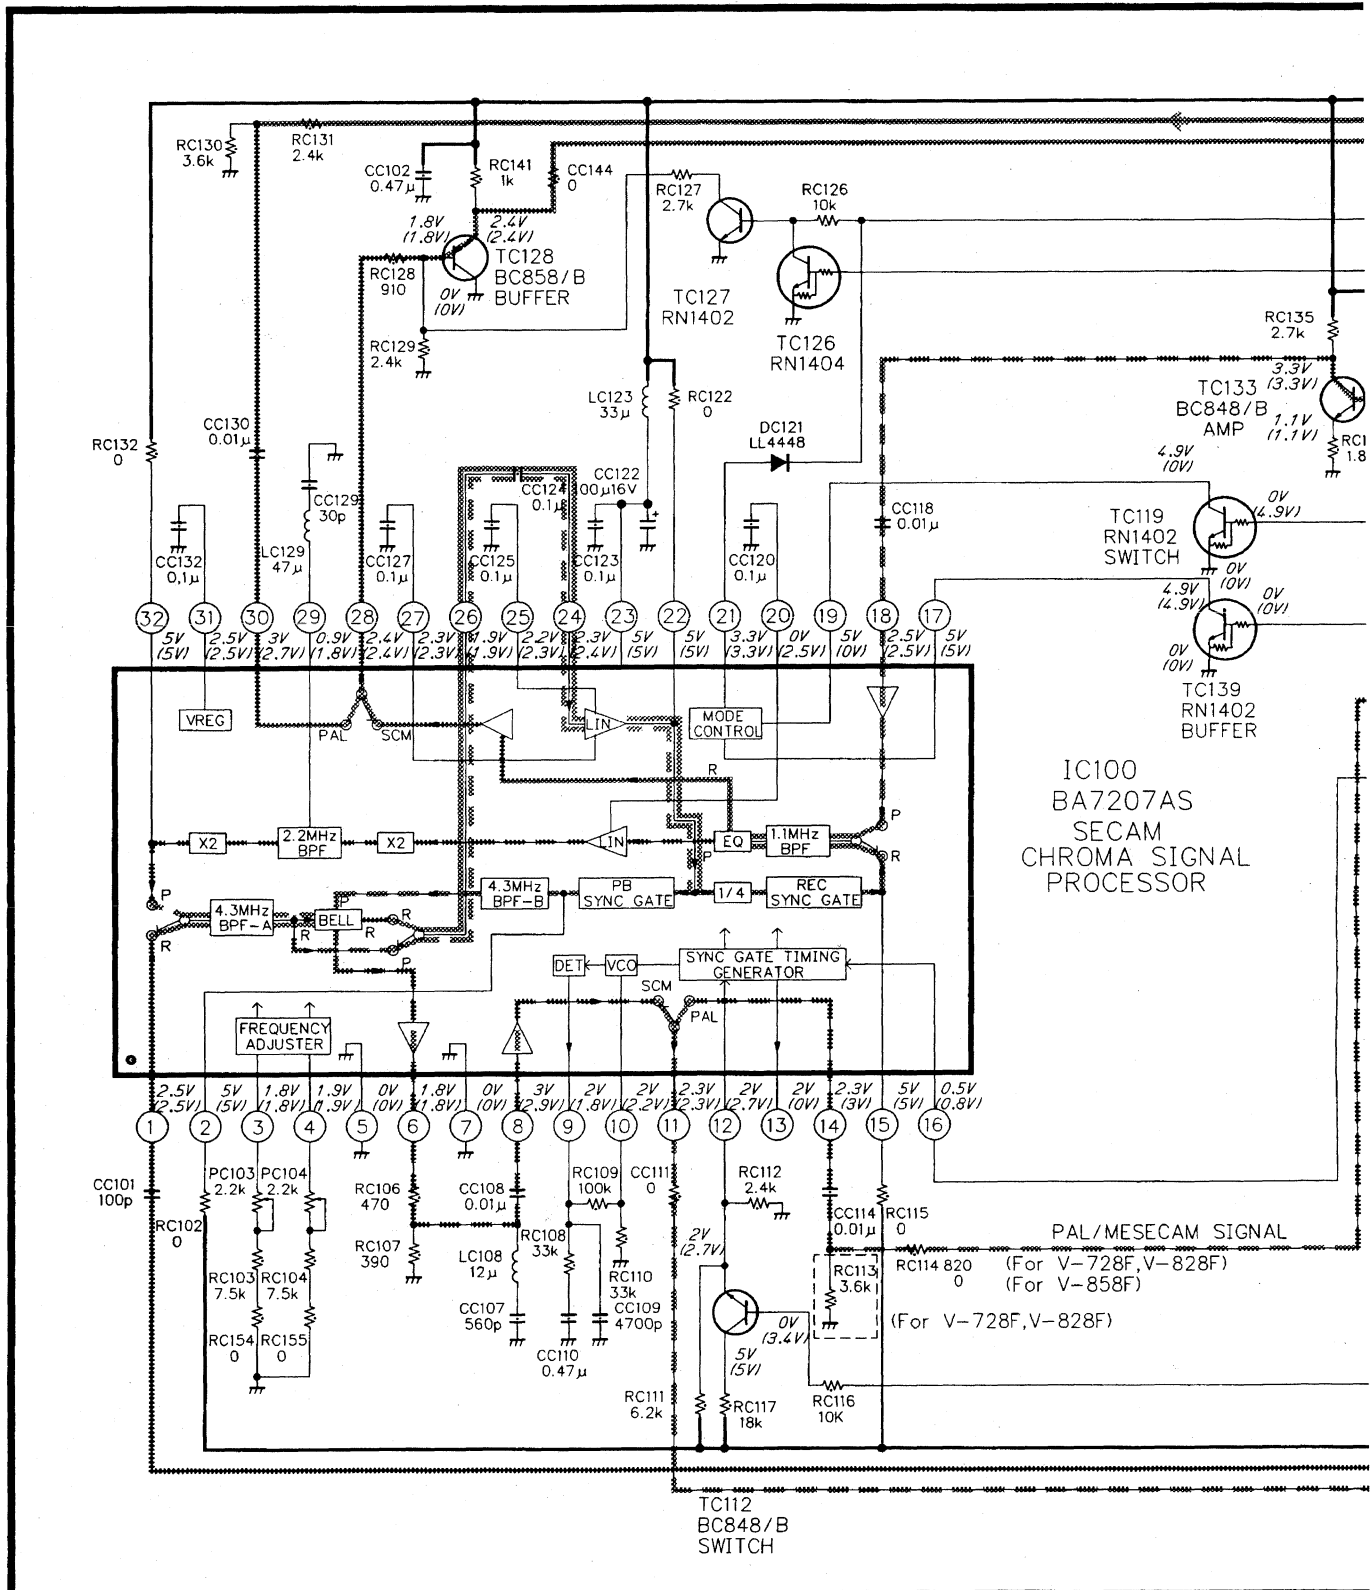 RC130
3.6k
RC131
2.4k
CC102
0.47µ
RC141
1k
CC144
0
RC127
2.7k
RC126
10k
1.8V
(1.8V)
2.4V
(2.4V)
TC128
BC858/B
BUFFER
RC128
910
0V
(0V)
TC127
RN1402
TC126
RN1404
RC129
2.4k
RC135
2.7k
3.3V
(3.3V)
TC133
BC848/B
AMP
1.1V
(1.1V)
1.8
LC123
33µ
RC122
0
DC121
LL4448
RC132
0
CC130
0.01µ
CC129
30p
CC124
0.1µ
CC122
00µ16V
+
4.9V
(0V)
CC118
0.01µ
TC119
RN1402
SWITCH
0V
(4.9V)
0V
(0V)
CC132
0,1µ
LC129
47µ
CC127
0.1µ
CC125
0.1µ
CC123
0.1µ
CC120
0.1µ
4.9V
(4.9V)
0V
(0V)
0V
(0V)
TC139
RN1402
BUFFER
32 31 30 29 28 27 26 25 24 23 22 21 20 19 18 17
5V 2.5V 3V 0.9V 2.4V 2.3V 1.9V 2.2V 2.3V 5V 5V 3.3V 0V 5V 2.5V 5V
(5V) (2.5V) (2.7V) (1.8V) (2.4V) (2.3V) (1.9V) (2.3V) (2.4V) (5V) (5V) (3.3V) (2.5V) (0V) (2.5V) (5V)
VREG
PAL
SCM
LIN
MODE
CONTROL
R
IC100
BA7207AS
SECAM
CHROMA SIGNAL
PROCESSOR
X2
2.2MHz
BPF
X2
LIN
EQ
1.1MHz
BPF
P
R
P
4.3MHz
BPF-B
PB
SYNC GATE
1/4
REC
SYNC GATE
P
R
4.3MHz
BPF-A
BELL
P
R
R
P
DET
VCO
SYNC GATE TIMING
GENERATOR
SCM
PAL
FREQUENCY
ADJUSTER
2.5V 5V 1.8V 1.9V 0V 1.8V 0V 3V 2V 2V 2.3V 2V 2V 2.3V 5V 0.5V
(2.5V) (5V) (1.8V) (1.9V) (0V) (1.8V) (0V) (2.9V) (1.8V) (2.2V) (2.3V) (2.7V) (0V) (3V) (5V) (0.8V)
1 2 3 4 5 6 7 8 9 10 11 12 13 14 15 16
CC101
100p
PC103
2.2k
PC104
2.2k
RC102
0
RC106
470
CC108
0.01µ
RC109
100k
CC111
0
RC112
2.4k
CC114
0.01µ
RC115
0
RC107
390
LC108
12µ
RC108
33k
RC110
33k
2V
(2.7V)
PAL/MESECAM SIGNAL
RC114 820
0
(For V-728F,V-828F)
(For V-858F)
RC113
3.6k
RC103
7.5k
RC104
7.5k
CC107
560p
CC109
4700p
(For V-728F,V-828F)
RC154
0
RC155
0
CC110
0.47µ
0V
(3.4V)
5V
(5V)
RC111
6.2k
RC117
18k
RC116
10K
TC112
BC848/B
SWITCH